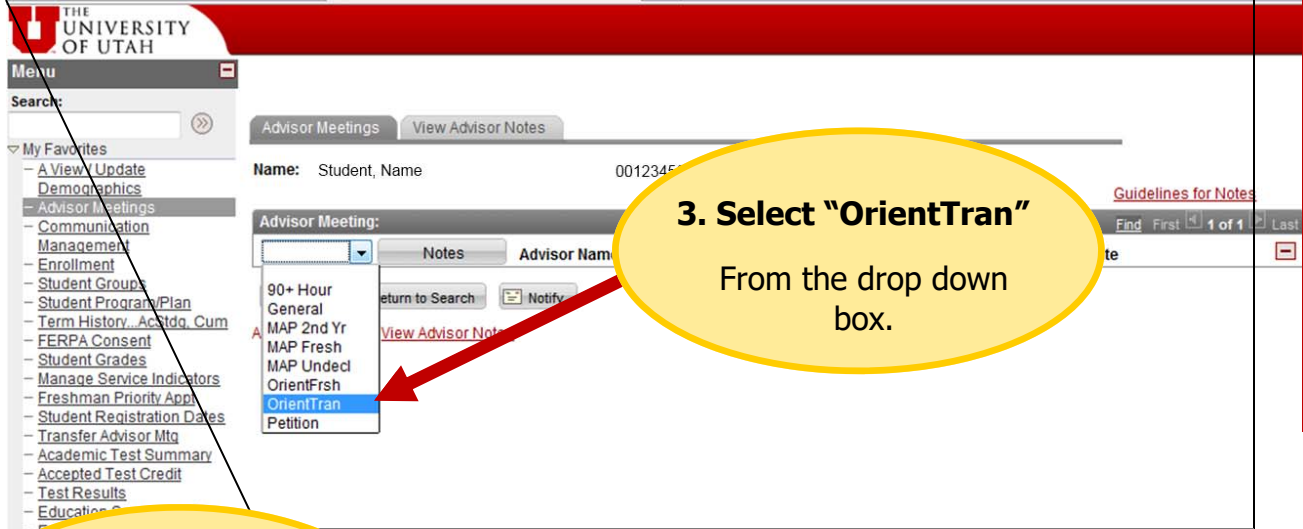 THE
UNIVERSITY
OF UTAH
Menu
Search:
My Favorites
A View / Update
Demographics
Advisor Meetings
Communication
Management
Enrollment
Student Groups
Student Program/Plan
Term History...AcStdg, Cum
FERPA Consent
Student Grades
Manage Service Indicators
Freshman Priority Appt
Student Registration Dates
Transfer Advisor Mtg
Academic Test Summary
Accepted Test Credit
Test Results
Advisor Meetings View Advisor Notes
Name: Student, Name
Guidelines for Notes
Advisor Meeting: Find First 1 of 1 Last
Notes Advisor
90+ Hour
General
MAP 2nd Yr
MAP Fresh
MAP Undecl
OrientFrsh
OrientTran
Petition
to Search Notify
View Advisor
3. Select “OrientTran”
From the drop down
box.